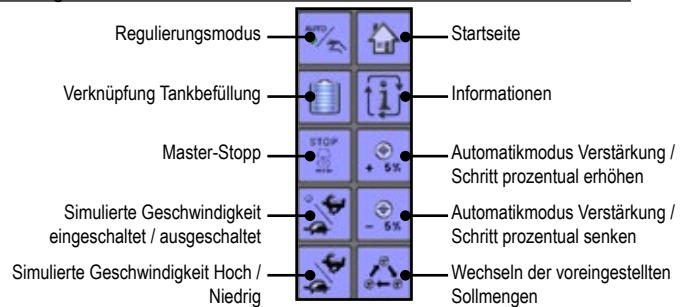 Regulierungsmodus
AUTO
Startseite
Verknüpfung Tankbefüllung
i
Informationen
Master-Stopp
STOP
+ 5%
Automatikmodus Verstärkung /
Schritt prozentual erhöhen
Simulierte Geschwindigkeit
eingeschaltet / ausgeschaltet
- 5%
Automatikmodus Verstärkung /
Schritt prozentual senken
Simulierte Geschwindigkeit Hoch /
Niedrig
Wechseln der voreingestellten
Sollmengen